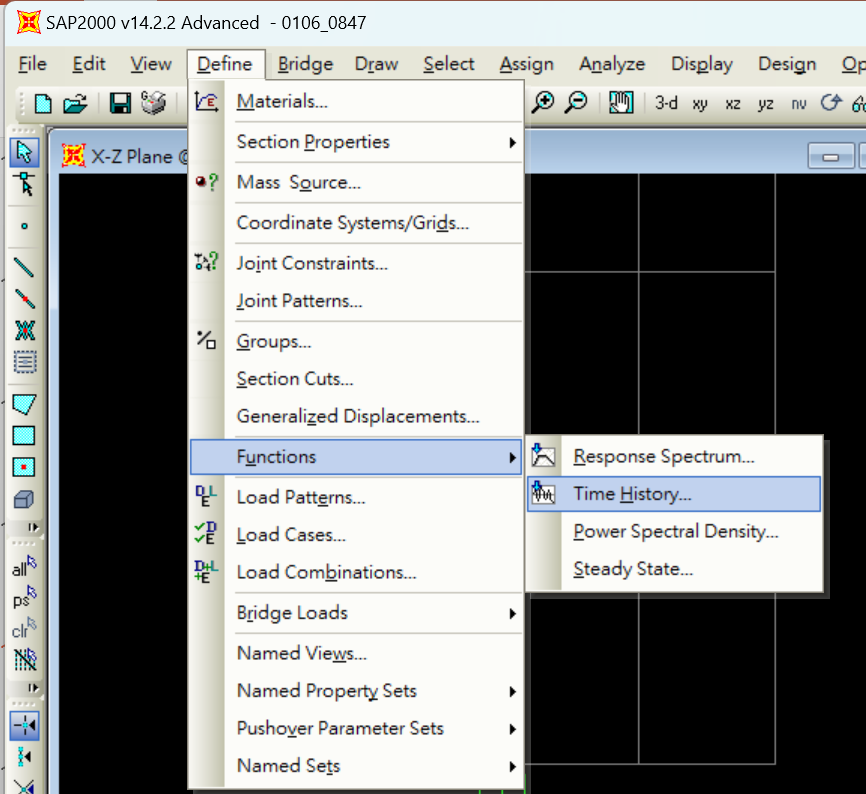 SAP2000 v14.2.2 Advanced - 0106_0847
File Edit View Define Bridge Draw Select Assign Analyze Display Design Op
3-d xy xz yz nv
X-Z Plane @
Materials...
Section Properties
Mass Source...
Coordinate Systems/Grids...
Joint Constraints...
Joint Patterns...
Groups...
Section Cuts...
Generalized Displacements...
Functions
Load Patterns...
Load Cases...
Load Combinations...
Bridge Loads
Named Views...
Named Property Sets
Pushover Parameter Sets
Named Sets
Response Spectrum...
Time History...
Power Spectral Density...
Steady State...
all
ps
clr